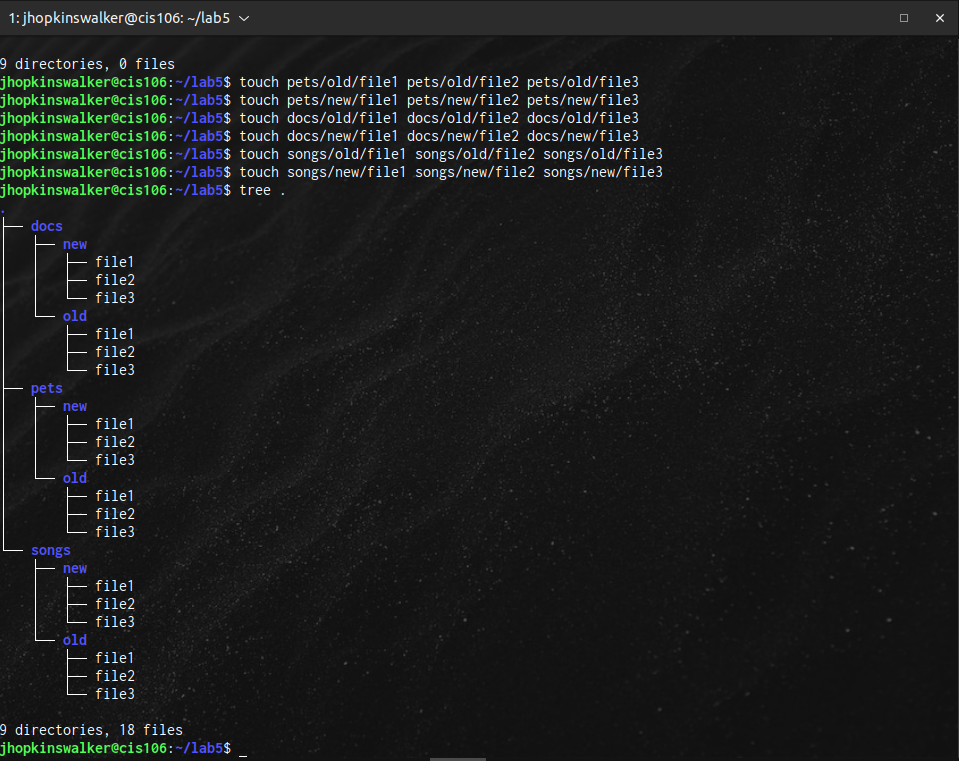 1: jhopkinswalker@cis106: ~/lab5
9 directories, 0 files
jhopkinswalker@cis106:~/lab5$ touch pets/old/file1 pets/old/file2 pets/old/file3
jhopkinswalker@cis106:~/lab5$ touch pets/new/file1 pets/new/file2 pets/new/file3
jhopkinswalker@cis106:~/lab5$ touch docs/old/file1 docs/old/file2 docs/old/file3
jhopkinswalker@cis106:~/lab5$ touch docs/new/file1 docs/new/file2 docs/new/file3
jhopkinswalker@cis106:~/lab5$ touch songs/old/file1 songs/old/file2 songs/old/file3
jhopkinswalker@cis106:~/lab5$ touch songs/new/file1 songs/new/file2 songs/new/file3
jhopkinswalker@cis106:~/lab5$ tree .
.
├── docs
│   ├── new
│   │   ├── file1
│   │   ├── file2
│   │   └── file3
│   └── old
│       ├── file1
│       ├── file2
│       └── file3
├── pets
│   ├── new
│   │   ├── file1
│   │   ├── file2
│   │   └── file3
│   └── old
│       ├── file1
│       ├── file2
│       └── file3
└── songs
    ├── new
    │   ├── file1
    │   ├── file2
    │   └── file3
    └── old
        ├── file1
        ├── file2
        └── file3
9 directories, 18 files
jhopkinswalker@cis106:~/lab5$ _